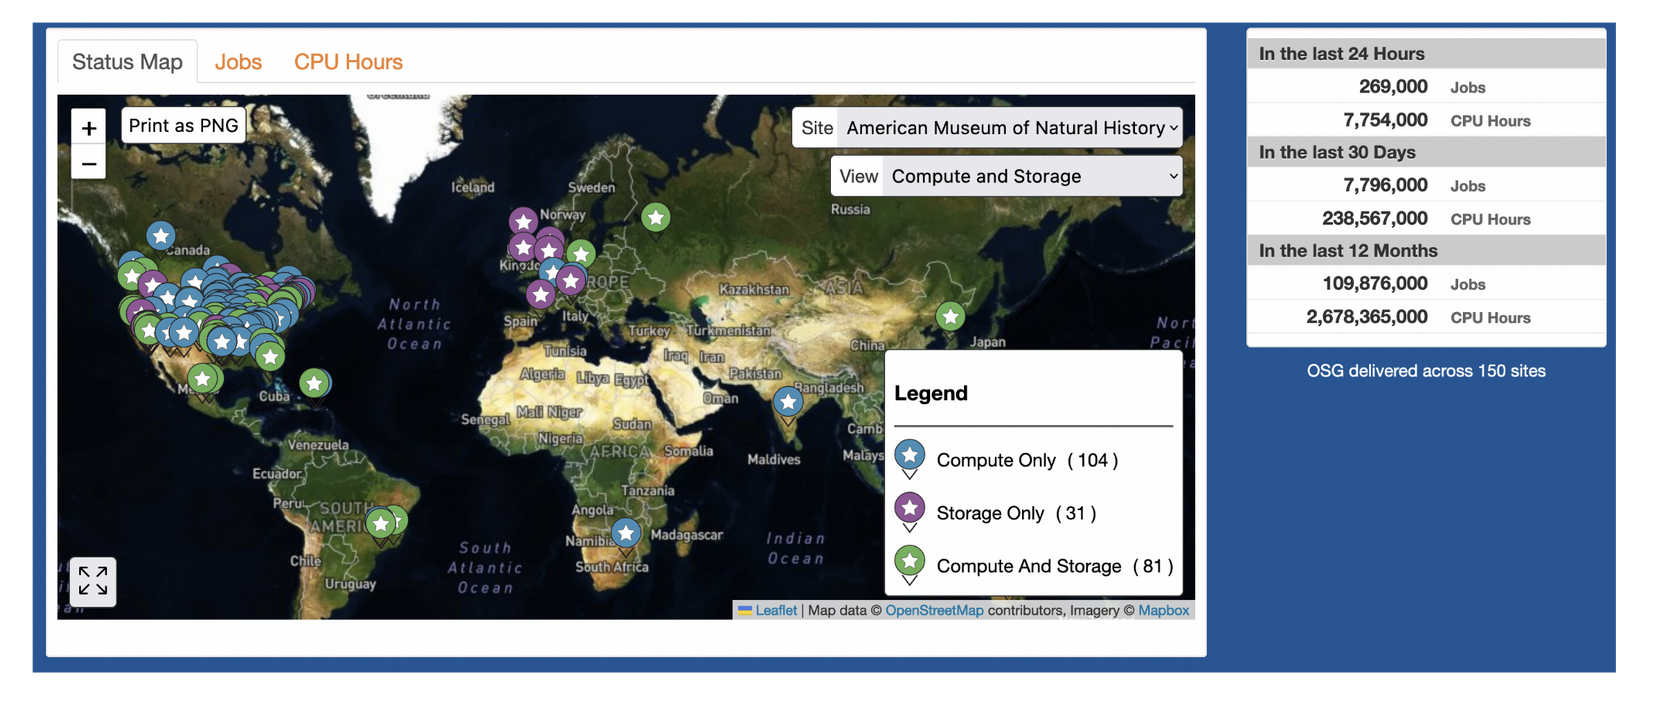 Status Map
Jobs
CPU Hours
+
−
Print as PNG
Site American Museum of Natural History
View Compute and Storage
Greenland
Iceland
Sweden
Norway
Russia
Canada
EUROPE
Kazakhstan
ASIA
North
Atlantic
Ocean
Spain
Italy
Turkey
Turkmenistan
China
Japan
Tunisia
Iraq
Iran
Algeria
Libya
Egypt
Pakistan
Bangladesh
Cuba
Oman
Senegal
Mali
Niger
Sudan
Nigeria
AFRICA
Somalia
Maldives
Venezuela
Ecuador
Peru
SOUTH
Tanzania
Angola
Namibia
Madagascar
Indian
Ocean
South
Atlantic
Ocean
Chile
South Africa
Uruguay
Legend
Compute Only (104)
Storage Only (31)
Compute And Storage (81)
Leaflet | Map data © OpenStreetMap contributors, Imagery © Mapbox
In the last 24 Hours
269,000 Jobs
7,754,000 CPU Hours
In the last 30 Days
7,796,000 Jobs
238,567,000 CPU Hours
In the last 12 Months
109,876,000 Jobs
2,678,365,000 CPU Hours
OSG delivered across 150 sites